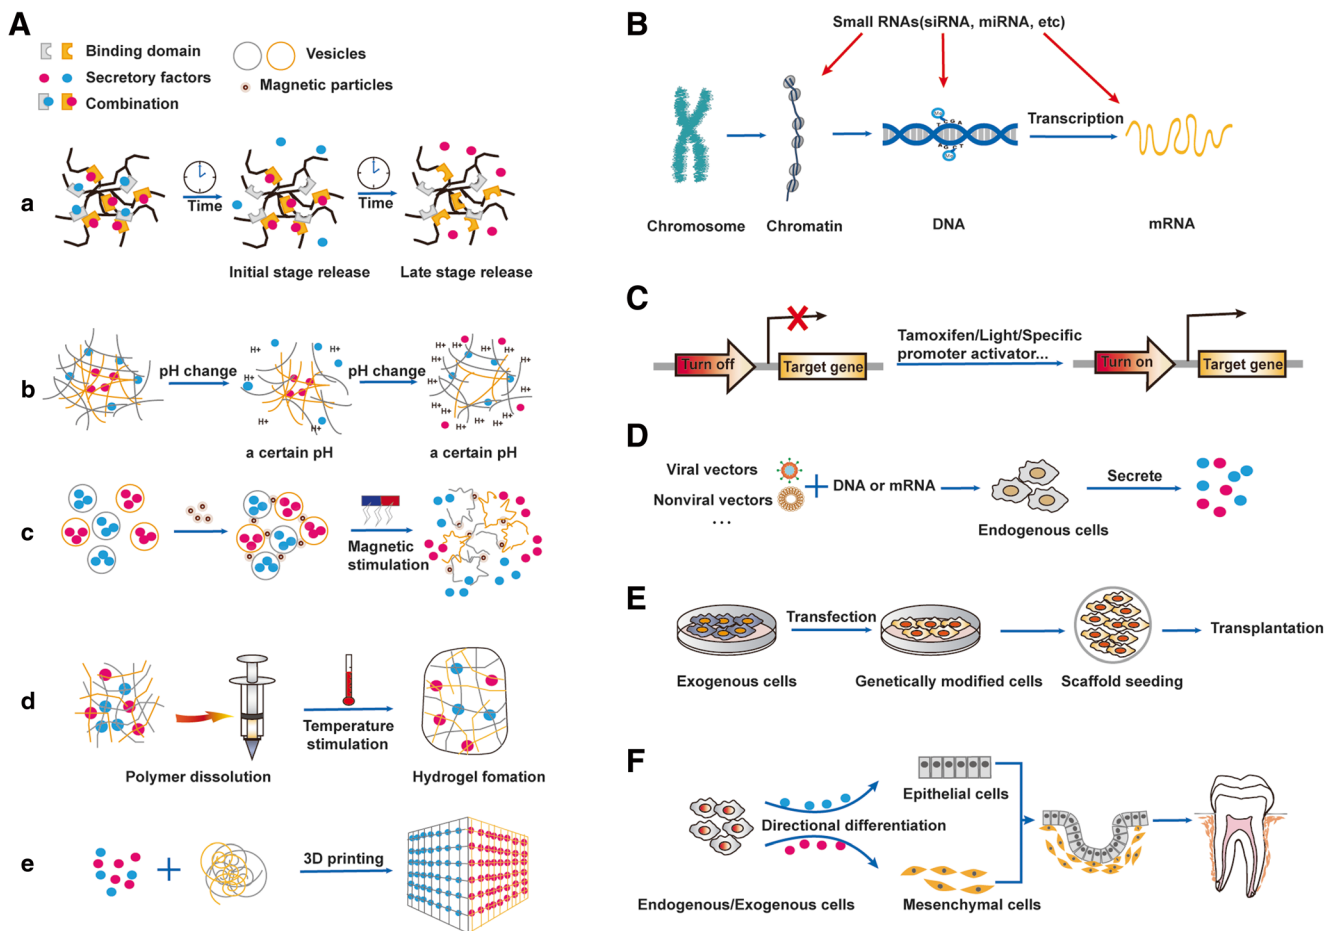 A
Binding domain
Secretory factors
Combination
Vesicles
Magnetic particles
a
Time
Time
Initial stage release
Late stage release
b
pH change
pH change
H+ H+ H+ H+ H+ H+
H+ H+ H+ H+ H+ H+ H+ H+ H+ H+ H+ H+ H+ H+
a certain pH
a certain pH
c
Magnetic
stimulation
d
Temperature
stimulation
Polymer dissolution
Hydrogel fomation
e
3D printing
B
Small RNAs(siRNA, miRNA, etc)
T C G A
A G C T
Transcription
Chromosome
Chromatin
DNA
mRNA
C
Turn off
Target gene
Tamoxifen/Light/Specific
promoter activator...
Turn on
Target gene
D
Viral vectors
Nonviral vectors
...
DNA or mRNA
Endogenous cells
Secrete
E
Transfection
Transplantation
Exogenous cells
Genetically modified cells
Scaffold seeding
F
Epithelial cells
Directional differentiation
Endogenous/Exogenous cells
Mesenchymal cells